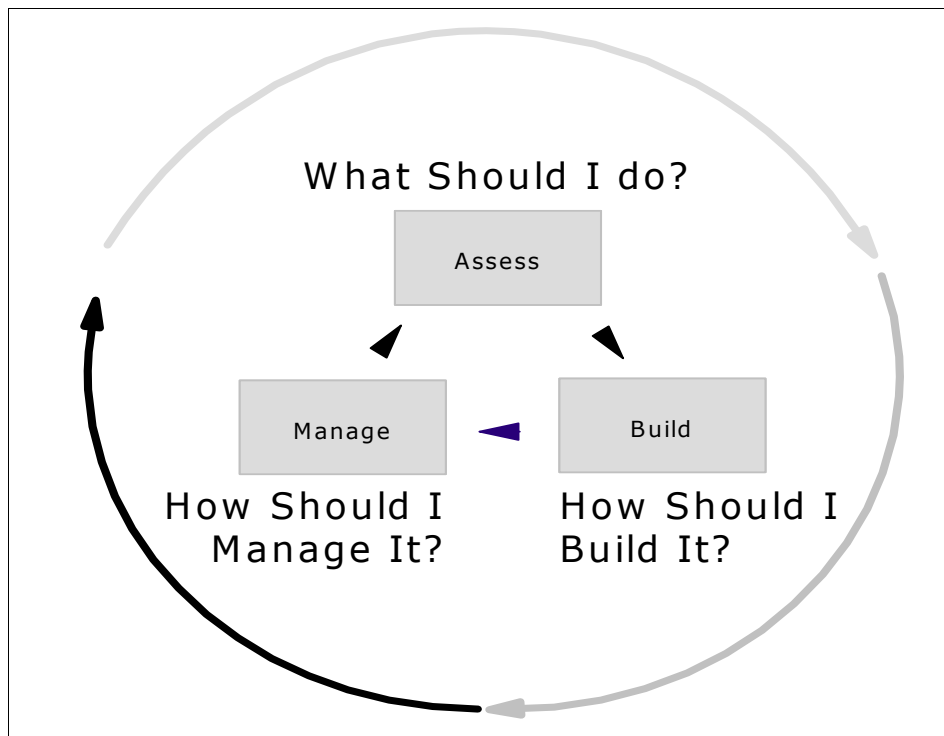 What Should I do?
Assess
Manage
Build
How Should I
Manage It?
How Should I
Build It?